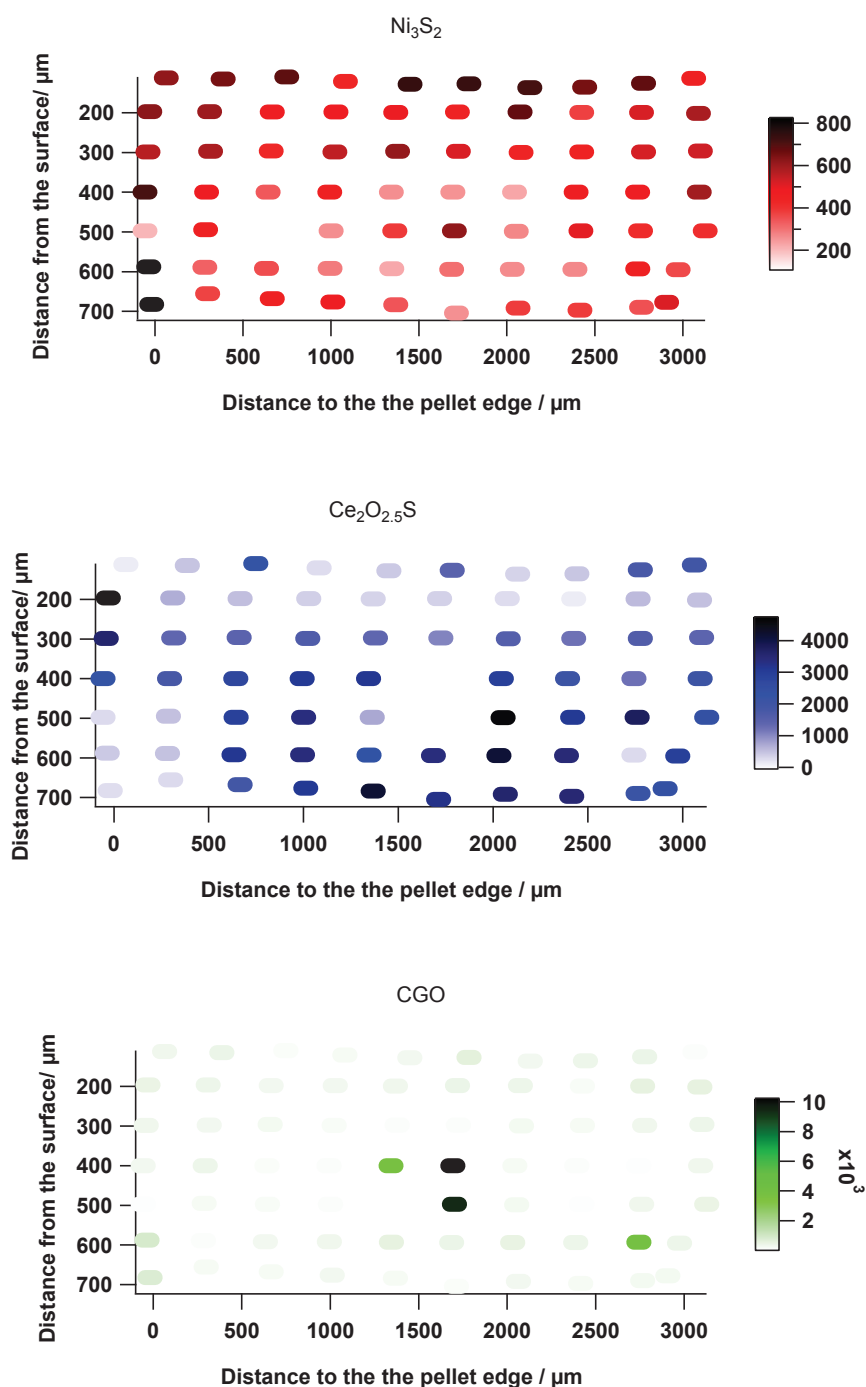 Ni₃S₂
Distance from the surface/ µm
200
300
400
500
600
700
0 500 1000 1500 2000 2500 3000
Distance to the the pellet edge / µm
800
600
400
200
Ce₂O₂.₅S
Distance from the surface/ µm
200
300
400
500
600
700
0 500 1000 1500 2000 2500 3000
Distance to the the pellet edge / µm
4000
3000
2000
1000
0
CGO
Distance from the surface/ µm
200
300
400
500
600
700
0 500 1000 1500 2000 2500 3000
Distance to the the pellet edge / µm
10
8
6
4
2
x10³